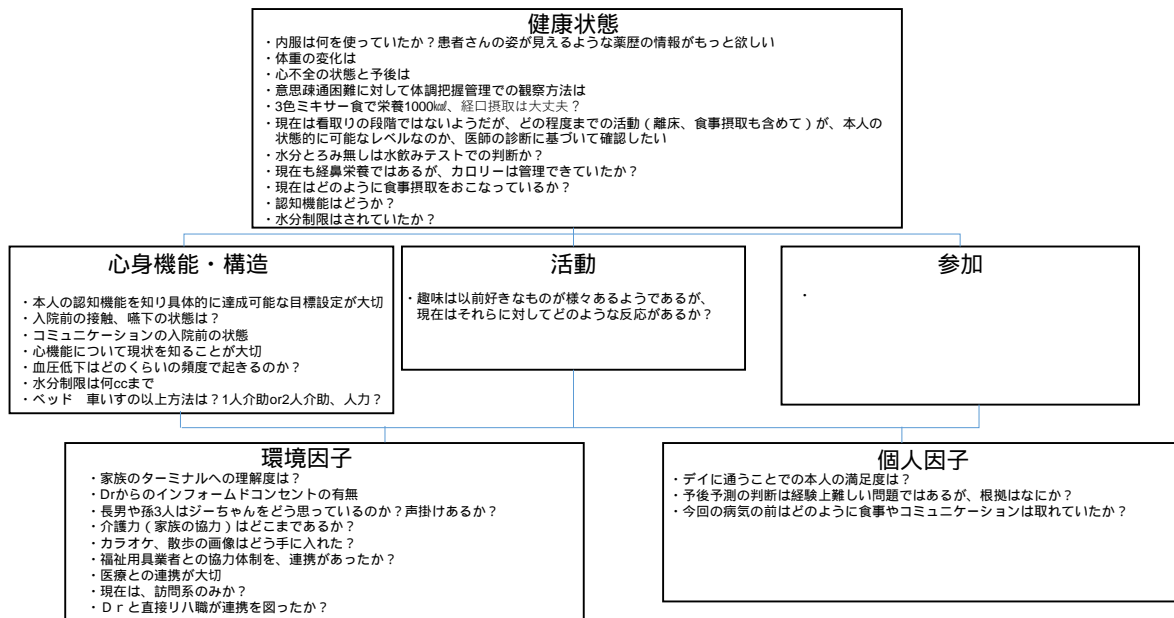 健康状態
・内服は何を使っていたか？患者さんの姿が見えるような薬歴の情報がもっと欲しい
・体重の変化は
・心不全の状態と予後は
・意思疎通困難に対して体調把握管理での観察方法は
・3色ミキサー食で栄養1000㎉、経口摂取は大丈夫？
・現在は看取りの段階ではないようだが、どの程度までの活動（離床、食事摂取も含めて）が、本人の
状態的に可能なレベルなのか、医師の診断に基づいて確認したい
・水分とろみ無しは水飲みテストでの判断か？
・現在も経鼻栄養ではあるが、カロリーは管理できていたか？
・現在はどのように食事摂取をおこなっているか？
・認知機能はどうか？
・水分制限はされていたか？
心身機能・構造
・本人の認知機能を知り具体的に達成可能な目標設定が大切
・入院前の接触、嚥下の状態は？
・コミュニケーションの入院前の状態
・心機能について現状を知ることが大切
・血圧低下はどのくらいの頻度で起きるのか？
・水分制限は何ccまで
・ベッド　車いすの以上方法は？1人介助or2人介助、人力？
活動
・趣味は以前好きなものが様々あるようであるが、
現在はそれらに対してどのような反応があるか？
参加
・
環境因子
・家族のターミナルへの理解度は？
・Drからのインフォームドコンセントの有無
・長男や孫3人はジーちゃんをどう思っているのか？声掛けあるか？
・介護力（家族の協力）はどこまであるか？
・カラオケ、散歩の画像はどう手に入れた？
・福祉用具業者との協力体制を、連携があったか？
・医療との連携が大切
・現在は、訪問系のみか？
・Ｄｒと直接リハ職が連携を図ったか？
個人因子
・デイに通うことでの本人の満足度は？
・予後予測の判断は経験上難しい問題ではあるが、根拠はなにか？
・今回の病気の前はどのように食事やコミュニケーションは取れていたか？